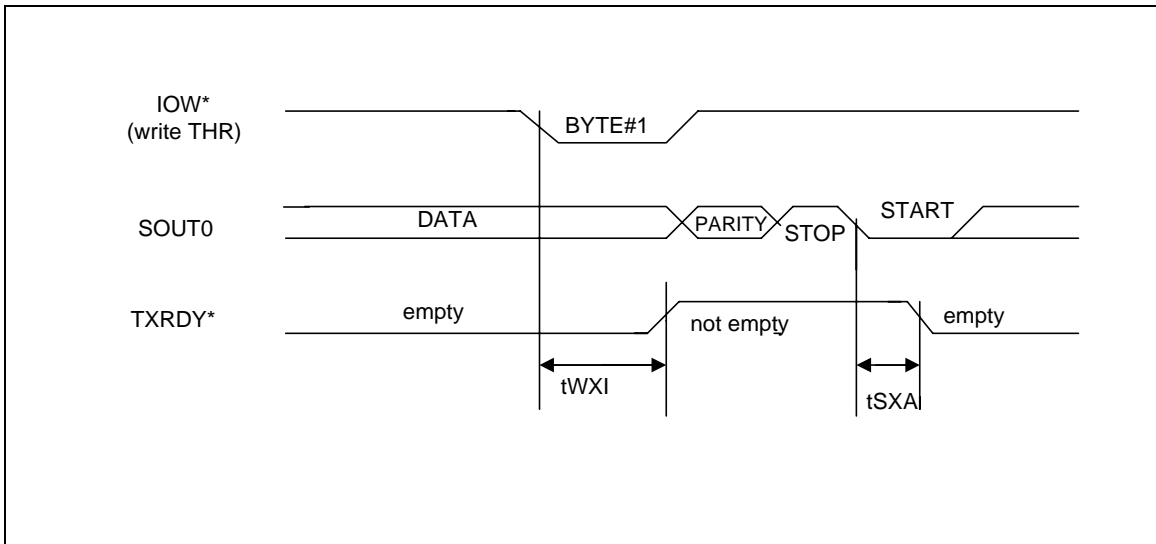 IOW*
(write THR)
BYTE#1
SOUT0
DATA
PARITY
STOP
START
TXRDY*
empty
not empty
empty
tWXI
tSXA